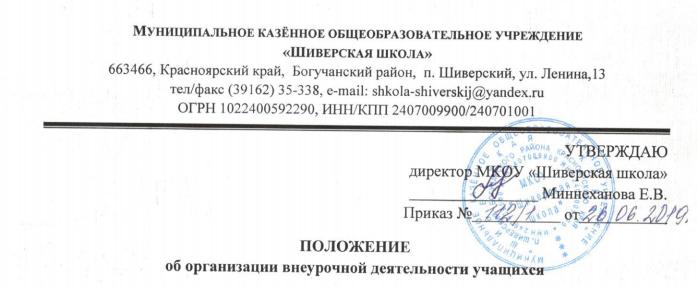 МУНИЦИПАЛЬНОЕ КАЗЁННОЕ ОБЩЕОБРАЗОВАТЕЛЬНОЕ УЧРЕЖДЕНИЕ
«ШИВЕРСКАЯ ШКОЛА»
663466, Красноярский край, Богучанский район, п. Шиверский, ул. Ленина,13
тел/факс (39162) 35-338, e-mail: shkola-shiverskij@yandex.ru
ОГРН 1022400592290, ИНН/КПП 2407009900/240701001
УТВЕРЖДАЮ
директор МКОУ «Шиверская школа»
Миннеханова Е.В.
Приказ № 112/1 от 26.06.2019.
ПОЛОЖЕНИЕ
об организации внеурочной деятельности учащихся